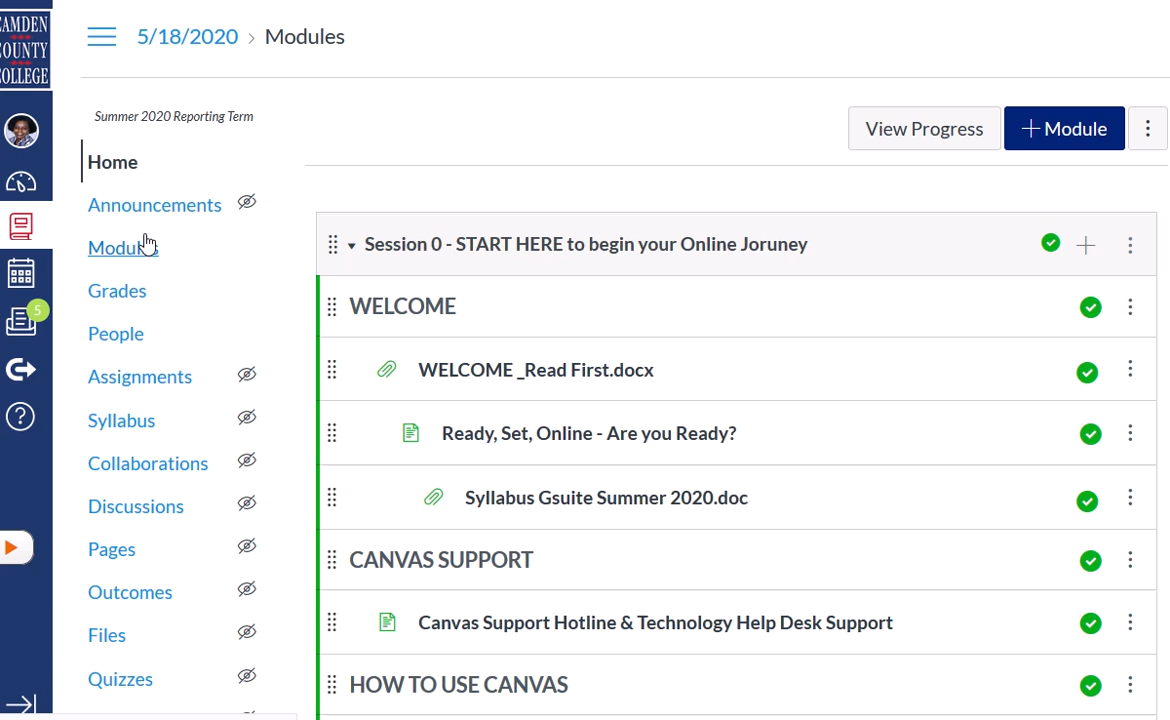 CAMDEN
COUNTY
COLLEGE
5/18/2020 > Modules
Summer 2020 Reporting Term
View Progress
+ Module
Home
Announcements
Modules
Grades
People
Assignments
Syllabus
Collaborations
Discussions
Pages
Outcomes
Files
Quizzes
5
Session 0 - START HERE to begin your Online Joruney
WELCOME
WELCOME _Read First.docx
Ready, Set, Online - Are you Ready?
Syllabus Gsuite Summer 2020.doc
CANVAS SUPPORT
Canvas Support Hotline & Technology Help Desk Support
HOW TO USE CANVAS